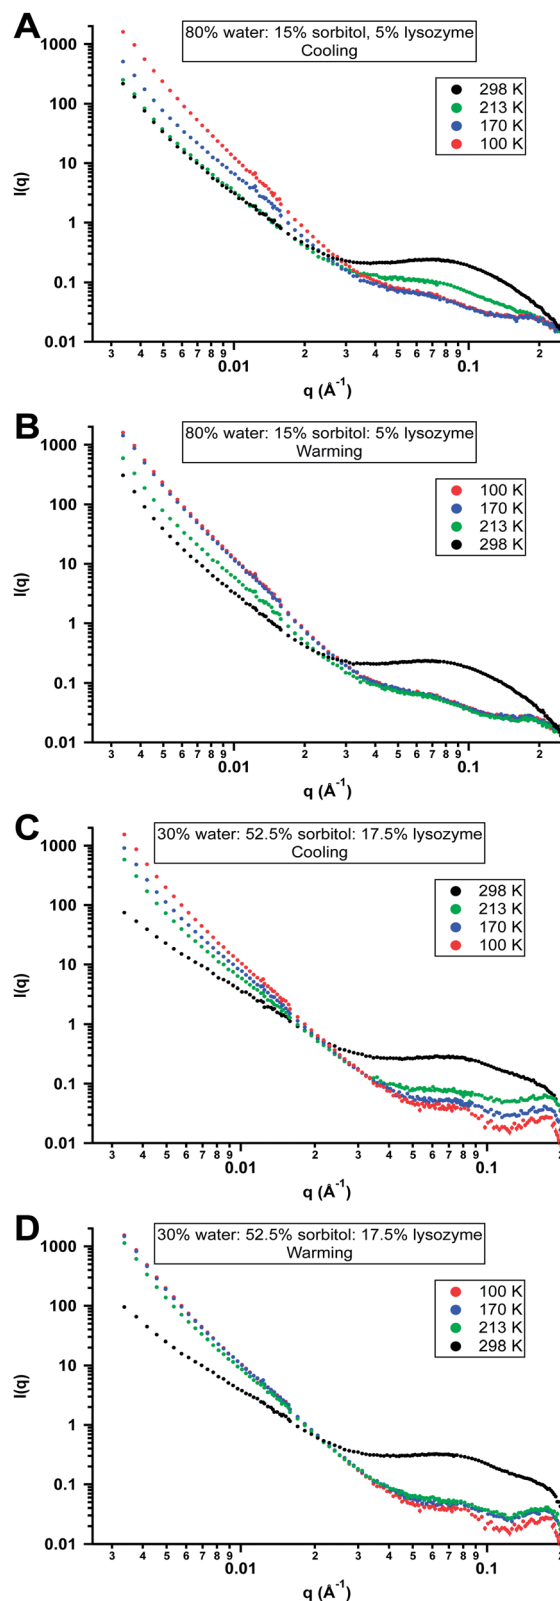 A
80% water: 15% sorbitol, 5% lysozyme
Cooling
298 K
213 K
170 K
100 K
1000
100
10
1
0.1
0.01
I(q)
3 4 5 6 7 8 9 2 3 4 5 6 7 8 9 2
0.01 0.1
q (Å⁻¹)
B
80% water: 15% sorbitol: 5% lysozyme
Warming
100 K
170 K
213 K
298 K
1000
100
10
1
0.1
0.01
I(q)
3 4 5 6 7 8 9 2 3 4 5 6 7 8 9 2
0.01 0.1
q (Å⁻¹)
C
30% water: 52.5% sorbitol: 17.5% lysozyme
Cooling
298 K
213 K
170 K
100 K
1000
100
10
1
0.1
0.01
I(q)
3 4 5 6 7 8 9 2 3 4 5 6 7 8 9 2
0.01 0.1
q (Å⁻¹)
D
30% water: 52.5% sorbitol: 17.5% lysozyme
Warming
100 K
170 K
213 K
298 K
1000
100
10
1
0.1
0.01
I(q)
3 4 5 6 7 8 9 2 3 4 5 6 7 8 9 2
0.01 0.1
q (Å⁻¹)